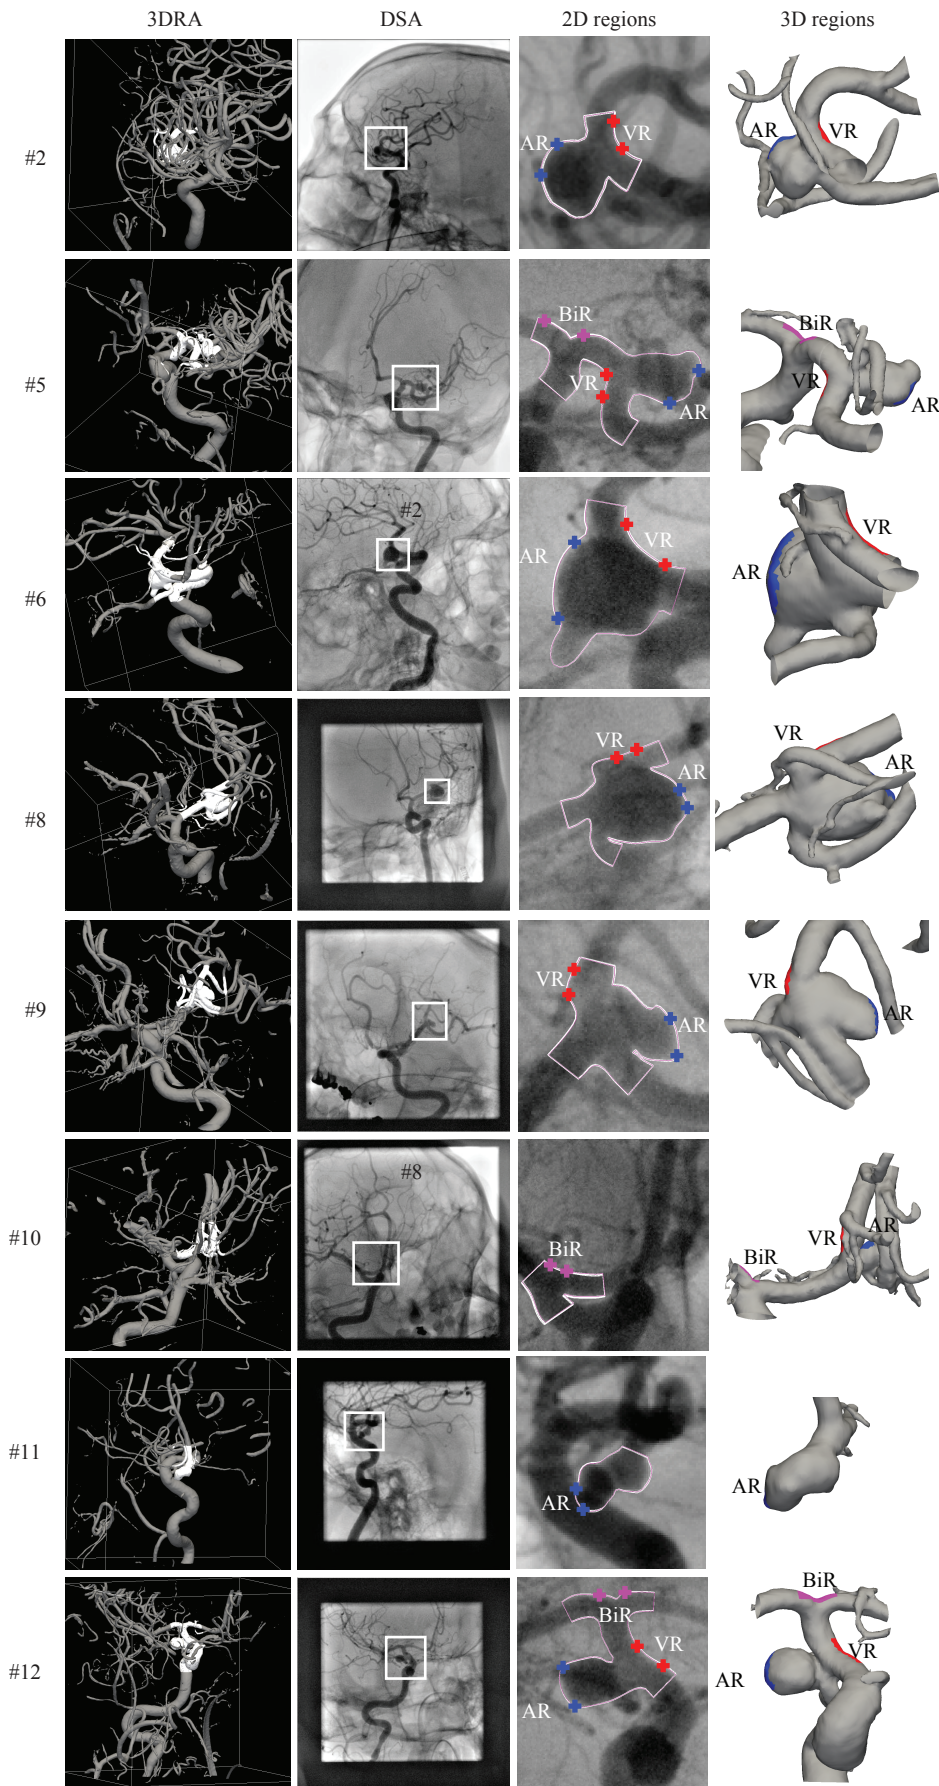 3DRA DSA 2D regions 3D regions
#2 AR VR AR VR
#5 BiR VR AR BiR VR AR
#6 #2 AR VR AR VR
#8 VR AR VR AR
#9 VR AR VR AR
#10 #8 BiR BiR VR AR
#11 AR AR
#12 BiR VR AR BiR VR AR